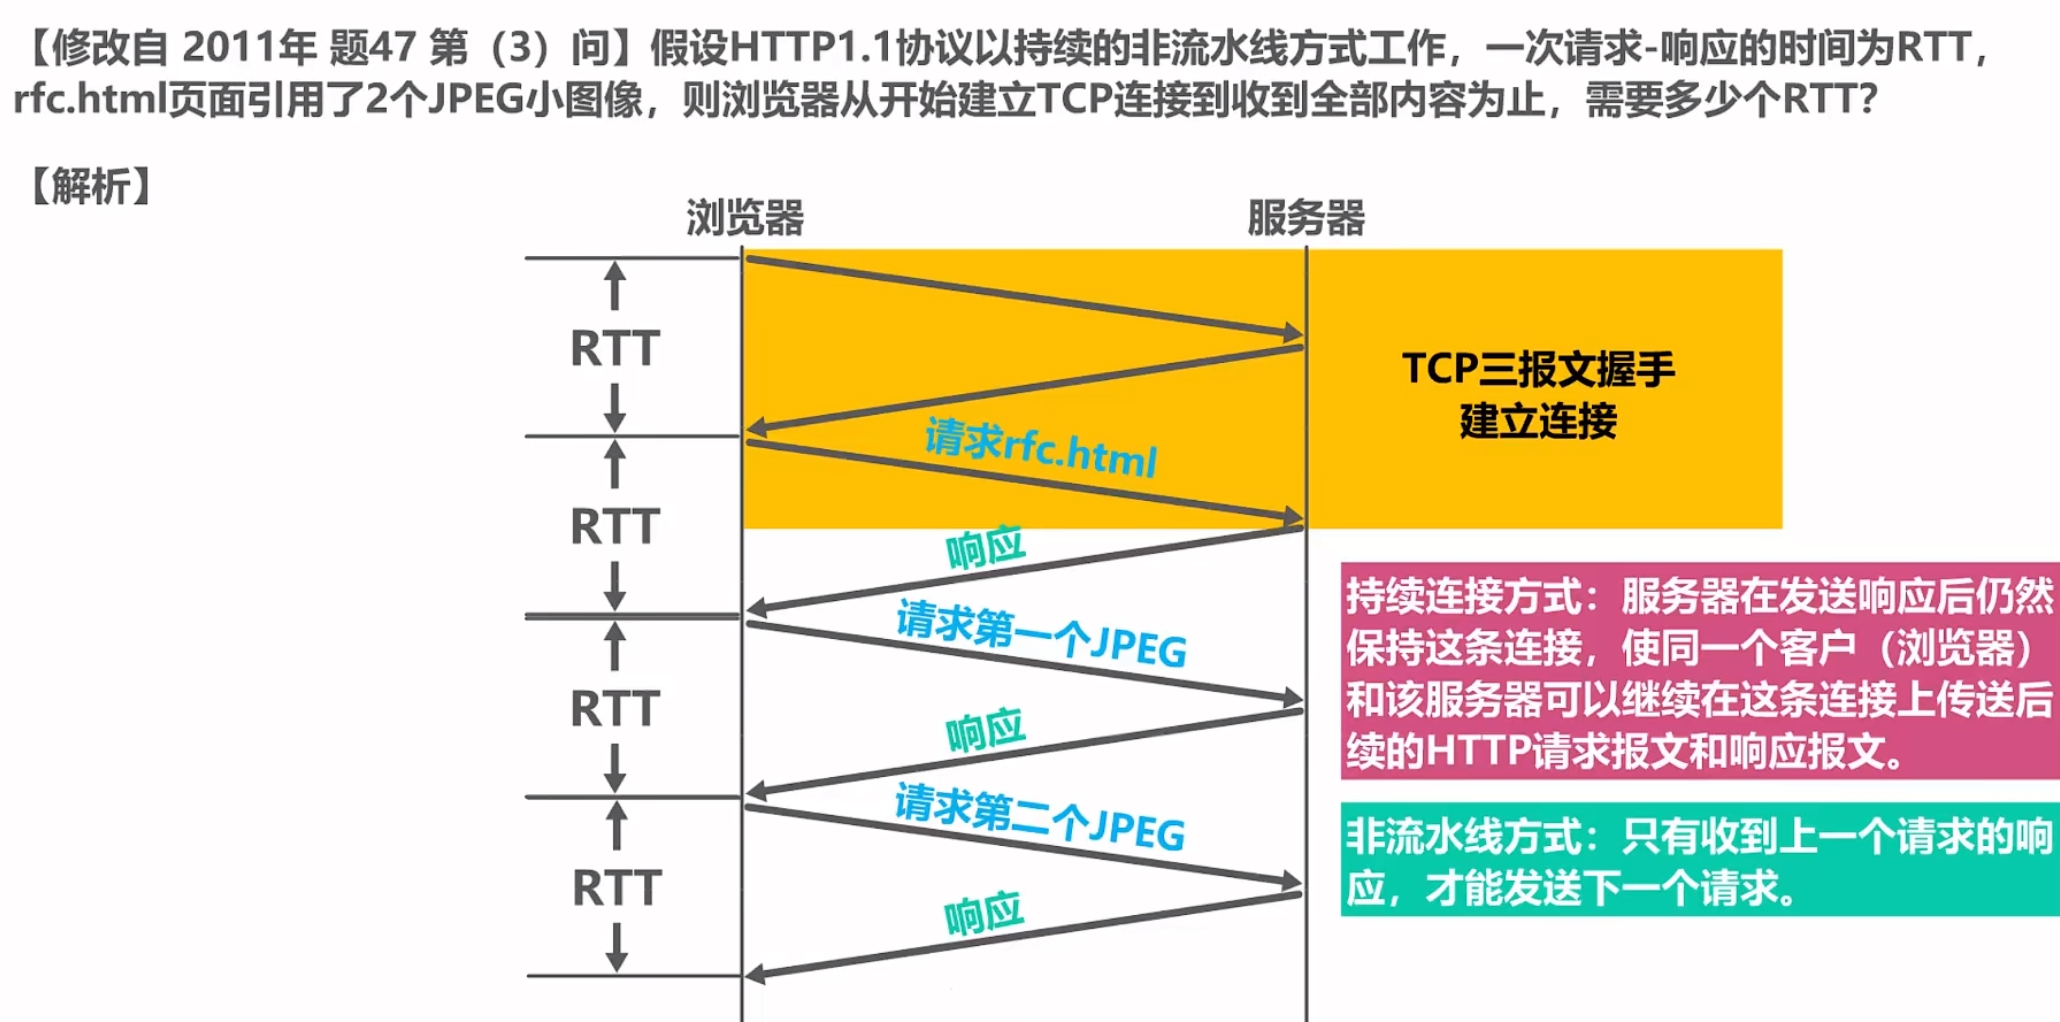 【修改自 2011年 题47 第（3）问】假设HTTP1.1协议以持续的非流水线方式工作，一次请求-响应的时间为RTT，
rfc.html页面引用了2个JPEG小图像，则浏览器从开始建立TCP连接到收到全部内容为止，需要多少个RTT？
【解析】
浏览器
服务器
RTT
TCP三报文握手
建立连接
请求rfc.html
RTT
响应
请求第一个JPEG
RTT
响应
请求第二个JPEG
RTT
响应
持续连接方式：服务器在发送响应后仍然
保持这条连接，使同一个客户（浏览器）
和该服务器可以继续在这条连接上传送后
续的HTTP请求报文和响应报文。
非流水线方式：只有收到上一个请求的响
应，才能发送下一个请求。